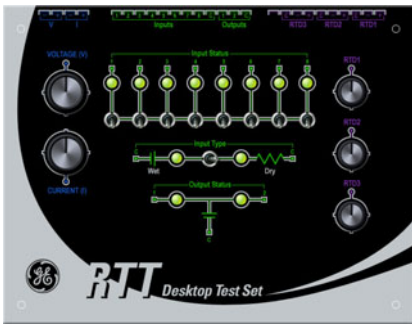 V I Inputs Outputs RTD3 RTD2 RTD1
Input Status
VOLTAGE (V)
RTD1
RTD2
Input Type
C C
Wet Dry
RTD3
CURRENT (I)
Output Status
C
GE
RTT Desktop Test Set